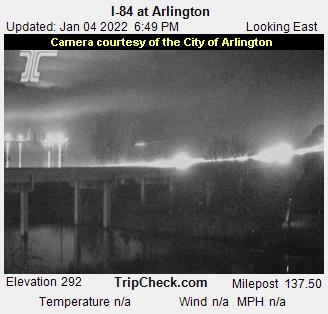 I-84 at Arlington
Updated: Jan 04 2022 6:49 PM Looking East
Camera courtesy of the City of Arlington
Elevation 292 TripCheck.com Milepost 137.50
Temperature n/a Wind n/a MPH n/a